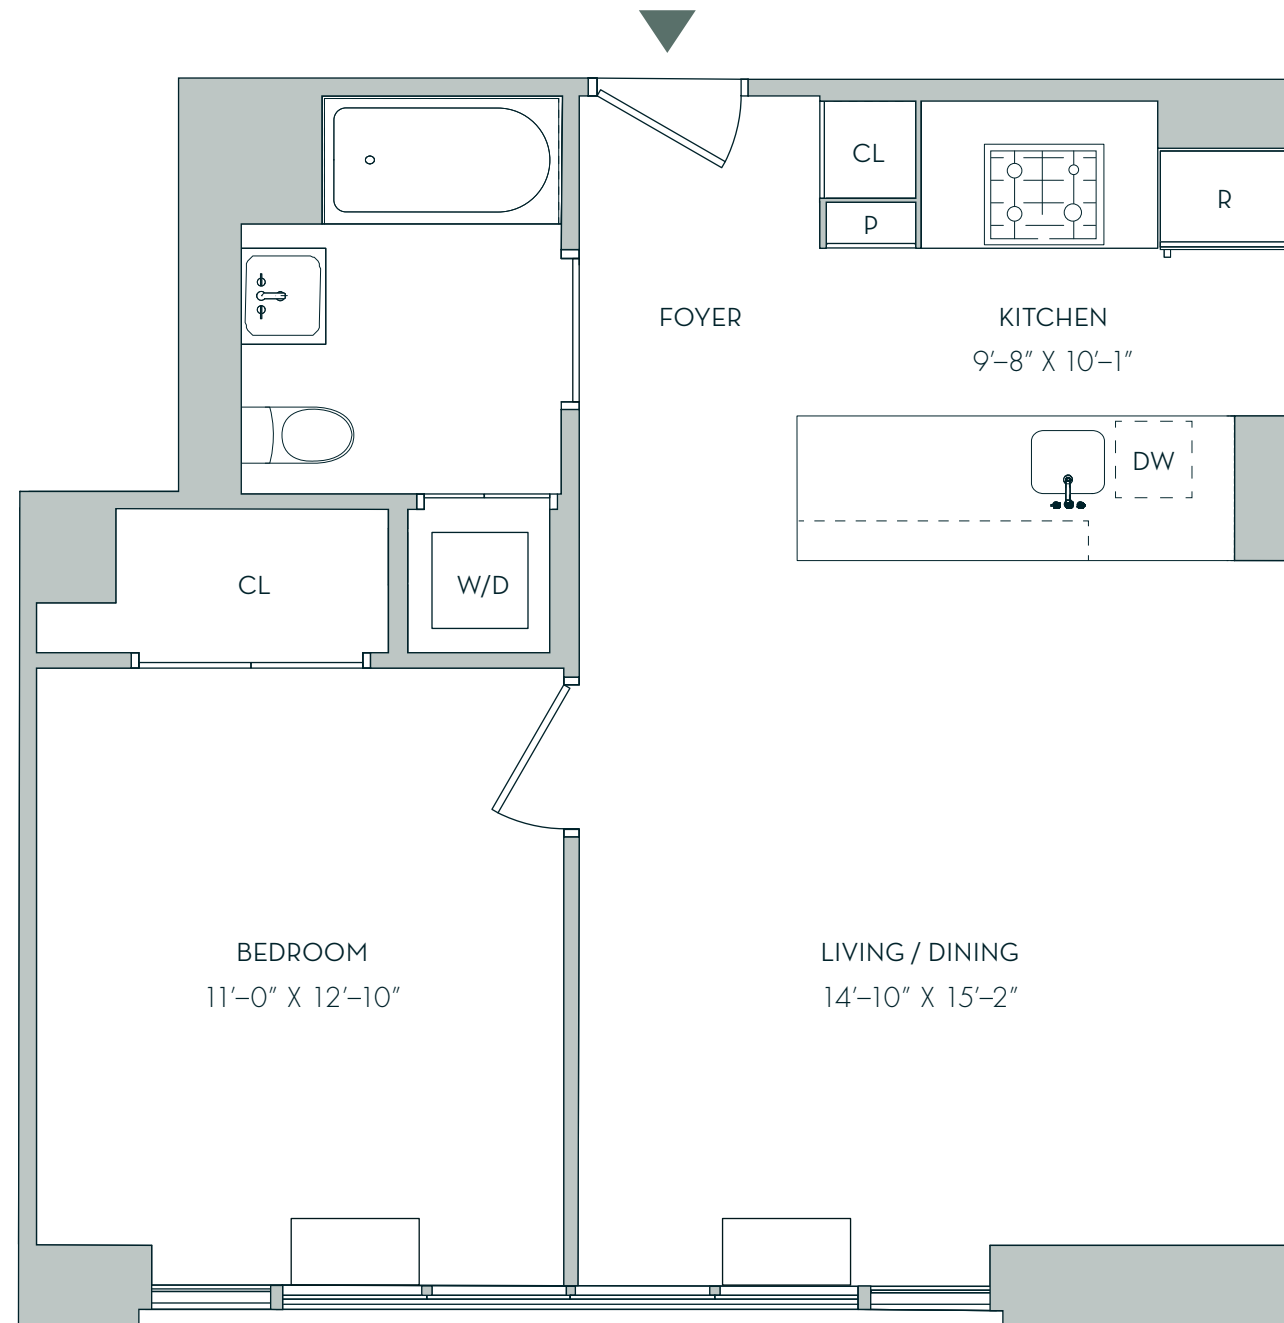 CL
R
P
FOYER
KITCHEN
9'–8" X 10'–1"
DW
CL
W/D
BEDROOM
11'–0" X 12'–10"
LIVING / DINING
14'–10" X 15'–2"